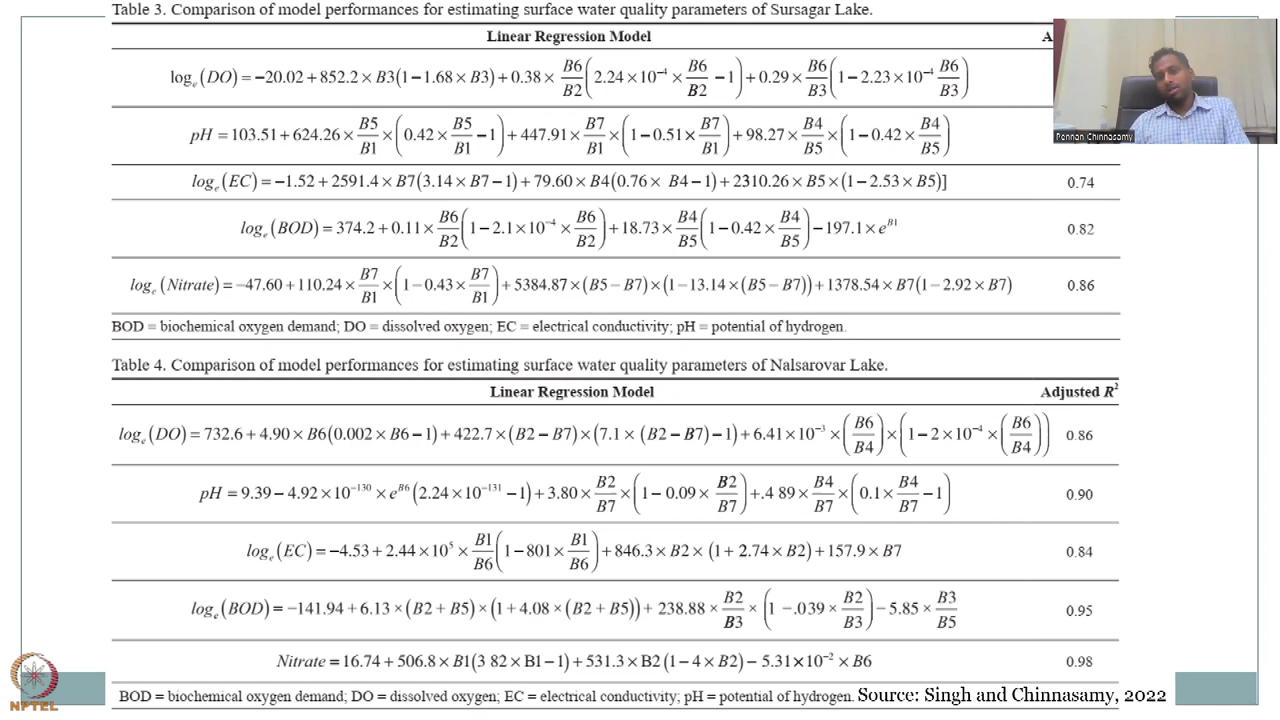 Table 3. Comparison of model performances for estimating surface water quality parameters of Sursagar Lake.
Linear Regression Model A
logₑ(DO) = −20.02 + 852.2 × B3(1 − 1.68 × B3) + 0.38 × B6/B2 (2.24 × 10⁻⁴ × B6/B2 − 1) + 0.29 × B6/B3 (1 − 2.23 × 10⁻⁴ B6/B3)
pH = 103.51 + 624.26 × B5/B1 × (0.42 × B5/B1 − 1) + 447.91 × B7/B1 × (1 − 0.51 × B7/B1) + 98.27 × B4/B5 × (1 − 0.42 × B4/B5)
logₑ(EC) = −1.52 + 2591.4 × B7(3.14 × B7 − 1) + 79.60 × B4(0.76 × B4 − 1) + 2310.26 × B5 × (1 − 2.53 × B5)] 0.74
logₑ(BOD) = 374.2 + 0.11 × B6/B2 (1 − 2.1 × 10⁻⁴ × B6/B2) + 18.73 × B4/B5 (1 − 0.42 × B4/B5) − 197.1 × e^B1 0.82
logₑ(Nitrate) = −47.60 + 110.24 × B7/B1 × (1 − 0.43 × B7/B1) + 5384.87 × (B5 − B7) × (1 − 13.14 × (B5 − B7)) + 1378.54 × B7(1 − 2.92 × B7) 0.86
BOD = biochemical oxygen demand; DO = dissolved oxygen; EC = electrical conductivity; pH = potential of hydrogen.
Pennan Chinnasamy
Table 4. Comparison of model performances for estimating surface water quality parameters of Nalsarovar Lake.
Linear Regression Model Adjusted R²
logₑ(DO) = 732.6 + 4.90 × B6(0.002 × B6 − 1) + 422.7 × (B2 − B7) × (7.1 × (B2 − B7) − 1) + 6.41 × 10⁻³ × (B6/B4) × (1 − 2 × 10⁻⁴ × (B6/B4)) 0.86
pH = 9.39 − 4.92 × 10⁻¹³⁰ × e^B6 (2.24 × 10⁻¹³¹ − 1) + 3.80 × B2/B7 × (1 − 0.09 × B2/B7) + .4 89 × B4/B7 × (0.1 × B4/B7 − 1) 0.90
logₑ(EC) = −4.53 + 2.44 × 10⁵ × B1/B6 (1 − 801 × B1/B6) + 846.3 × B2 × (1 + 2.74 × B2) + 157.9 × B7 0.84
logₑ(BOD) = −141.94 + 6.13 × (B2 + B5) × (1 + 4.08 × (B2 + B5)) + 238.88 × B2/B3 × (1 − .039 × B2/B3) − 5.85 × B3/B5 0.95
Nitrate = 16.74 + 506.8 × B1(3 82 × B1 − 1) + 531.3 × B2 (1 − 4 × B2) − 5.31 × 10⁻² × B6 0.98
BOD = biochemical oxygen demand; DO = dissolved oxygen; EC = electrical conductivity; pH = potential of hydrogen. Source: Singh and Chinnasamy, 2022
NPTEL